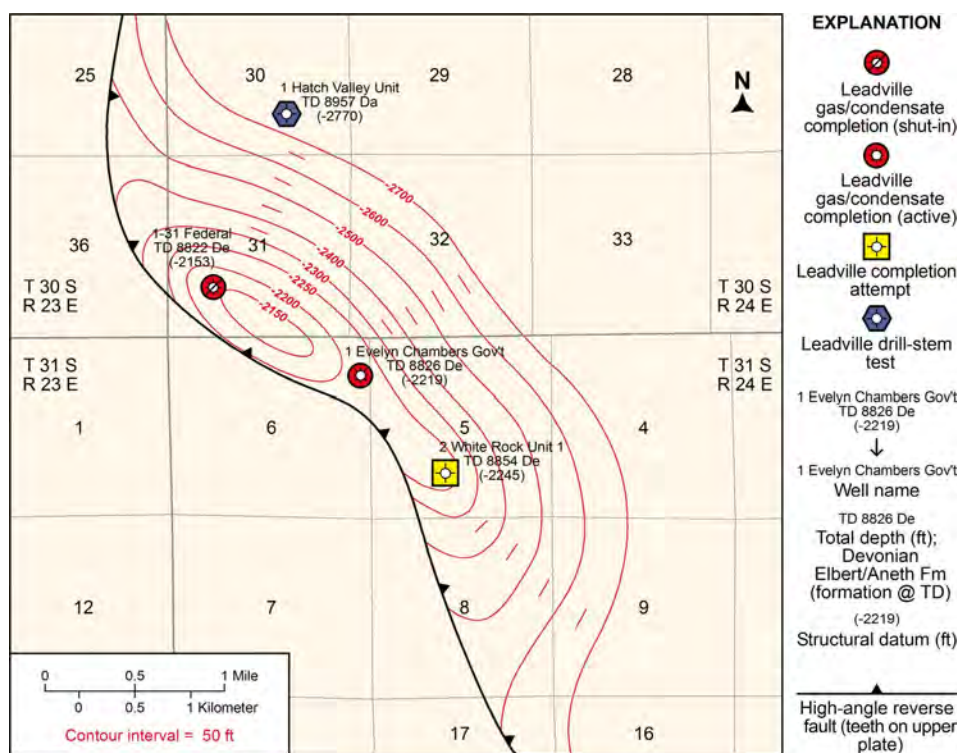 25
30
29
28
1 Hatch Valley Unit
TD 8957 Da
(-2770)
N
36
1-31 Federal
TD 8822 De
(-2153)
31
32
33
-2700
-2600
-2500
-2400
-2300
-2250
-2200
-2150
T 30 S
R 23 E
T 30 S
R 24 E
T 31 S
R 23 E
T 31 S
R 24 E
1 Evelyn Chambers Gov't
TD 8826 De
(-2219)
1
6
5
4
2 White Rock Unit 1
TD 8854 De
(-2245)
12
7
8
9
17
16
0 0.5 1 Mile
0 0.5 1 Kilometer
Contour interval = 50 ft
EXPLANATION
Leadville
gas/condensate
completion (shut-in)
Leadville
gas/condensate
completion (active)
Leadville completion
attempt
Leadville drill-stem
test
1 Evelyn Chambers Gov't
TD 8826 De
(-2219)
1 Evelyn Chambers Gov't
Well name
TD 8826 De
Total depth (ft);
Devonian
Elbert/Aneth Fm
(formation @ TD)
(-2219)
Structural datum (ft)
High-angle reverse
fault (teeth on upper
plate)